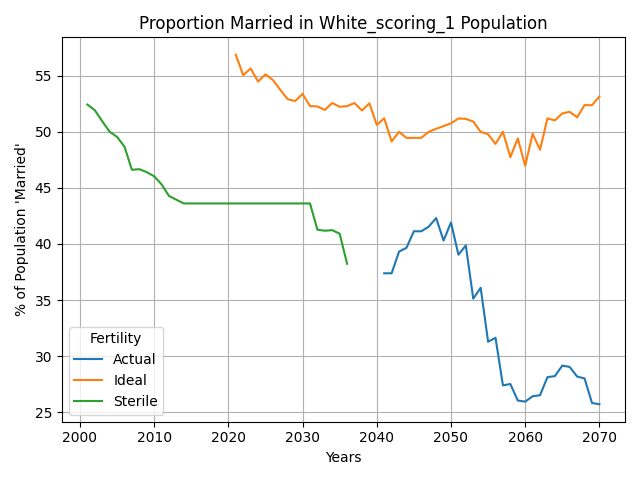 Proportion Married in White_scoring_1 Population
% of Population 'Married'
55
50
45
40
35
30
25
Fertility
Actual
Ideal
Sterile
2000 2010 2020 2030 2040 2050 2060 2070
Years